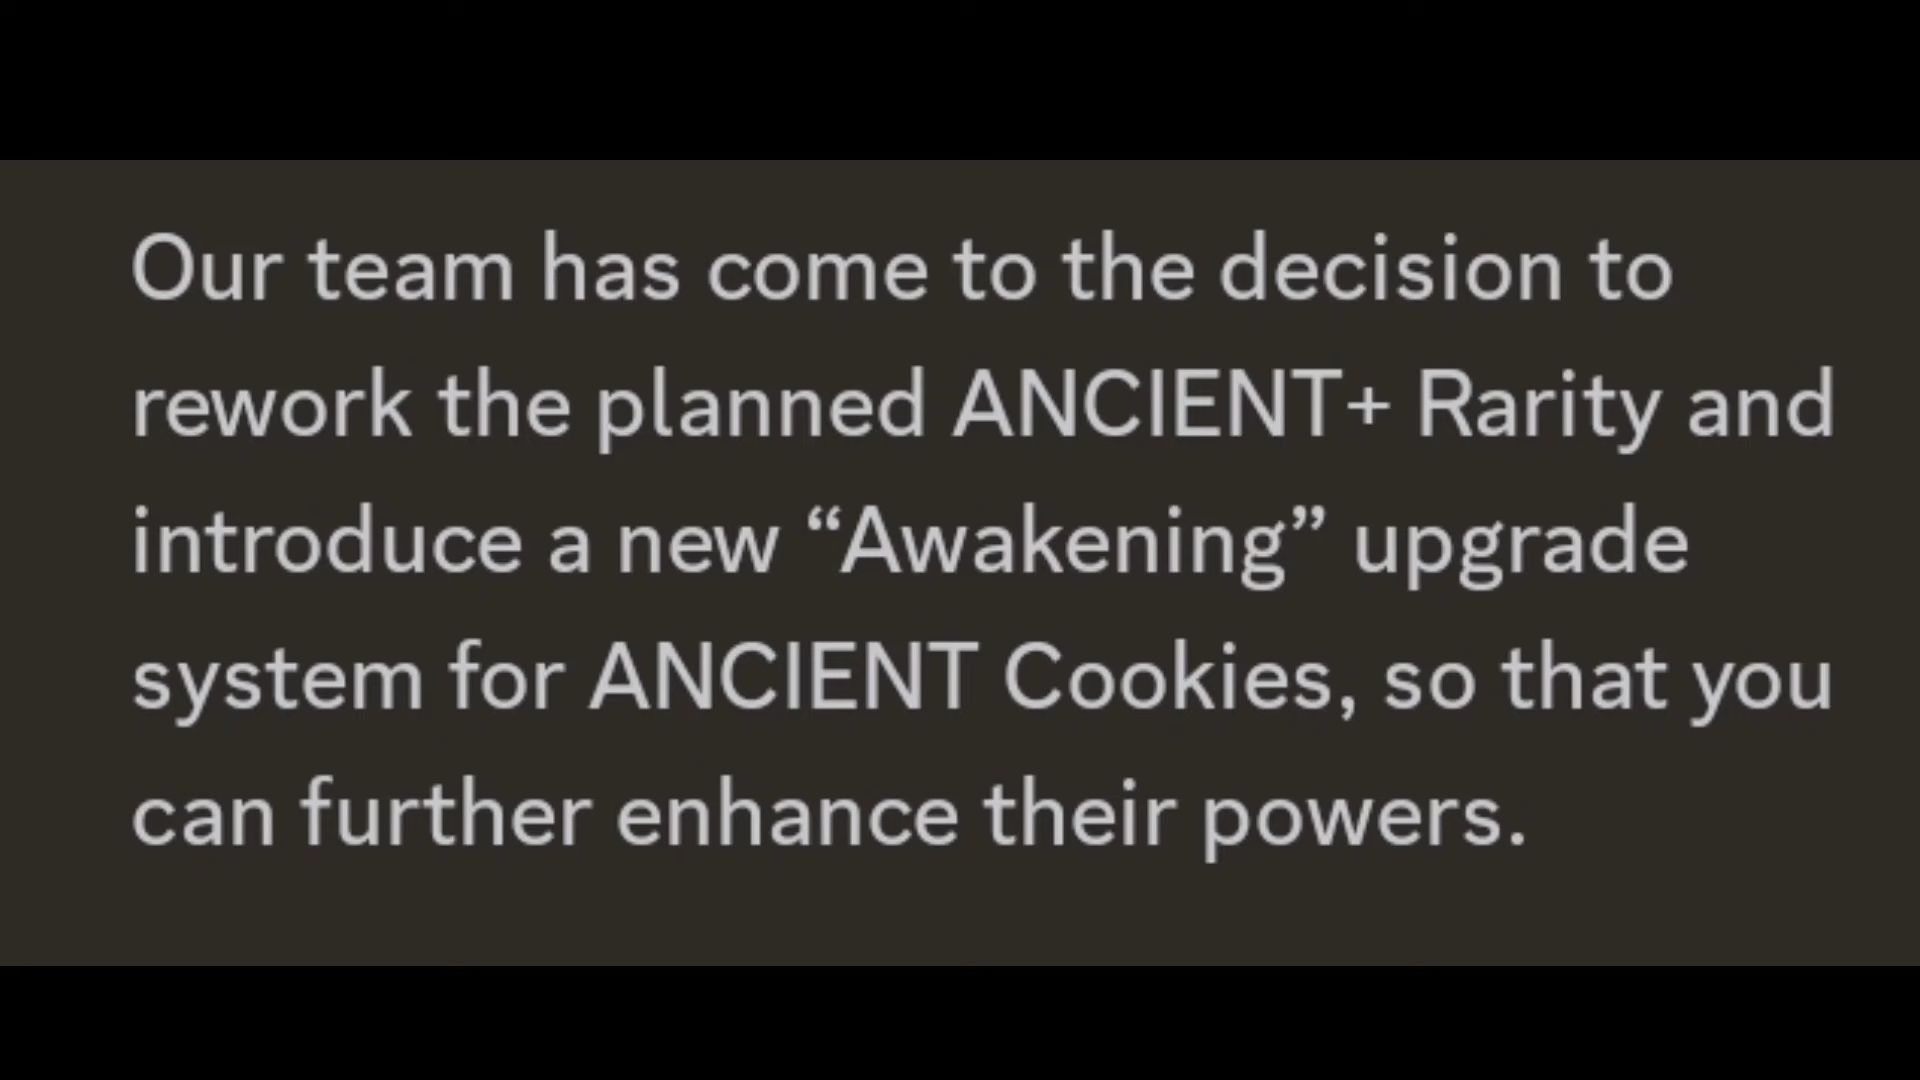 Our team has come to the decision to
rework the planned ANCIENT+ Rarity and
introduce a new “Awakening” upgrade
system for ANCIENT Cookies, so that you
can further enhance their powers.